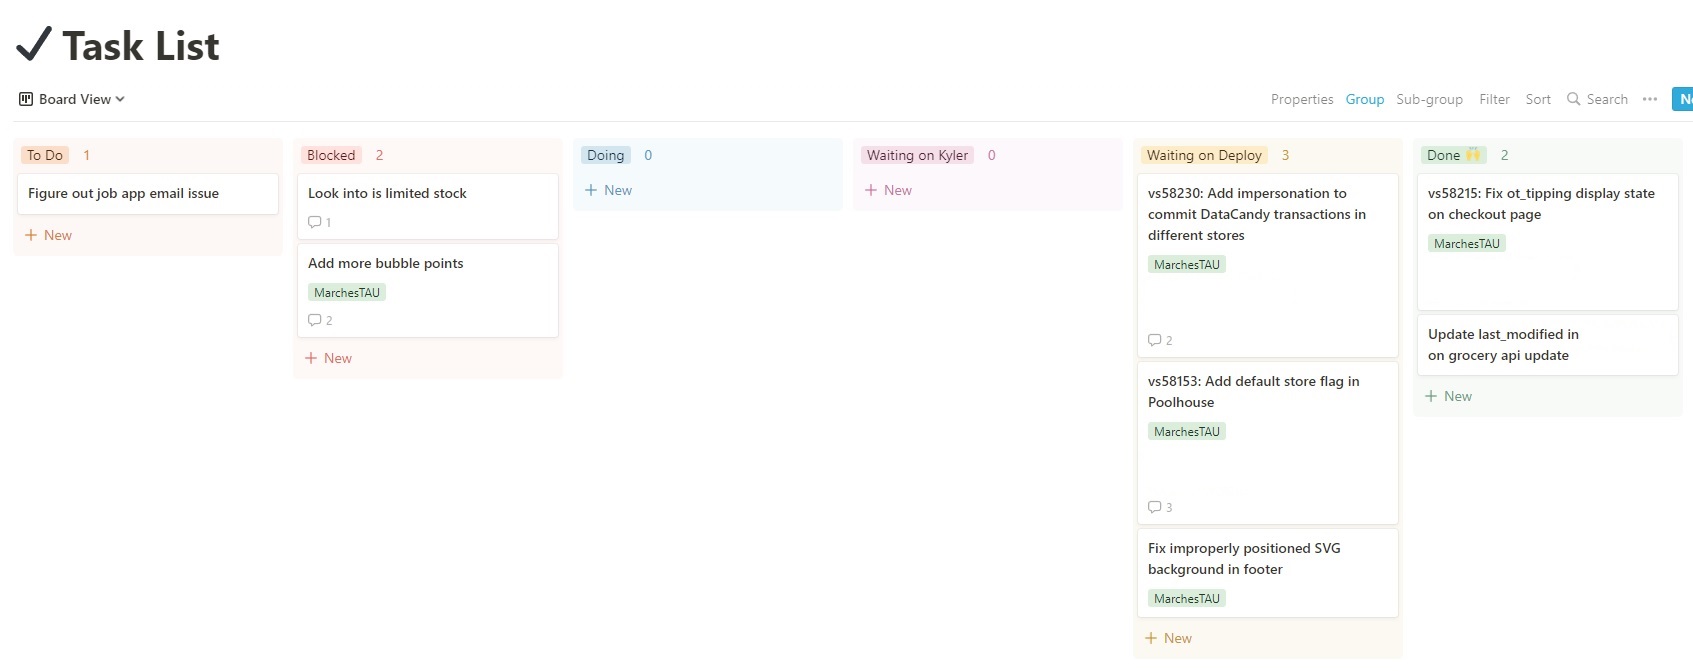 Task List
Board View
Properties Group Sub-group Filter Sort Search
To Do 1
Figure out job app email issue
+ New
Blocked 2
Look into is limited stock
1
Add more bubble points
MarchesTAU
2
+ New
Doing 0
+ New
Waiting on Kyler 0
+ New
Waiting on Deploy 3
vs58230: Add impersonation to
commit DataCandy transactions in
different stores
MarchesTAU
2
vs58153: Add default store flag in
Poolhouse
MarchesTAU
3
Fix improperly positioned SVG
background in footer
MarchesTAU
+ New
Done 🙌 2
vs58215: Fix ot_tipping display state
on checkout page
MarchesTAU
Update last_modified in
on grocery api update
+ New